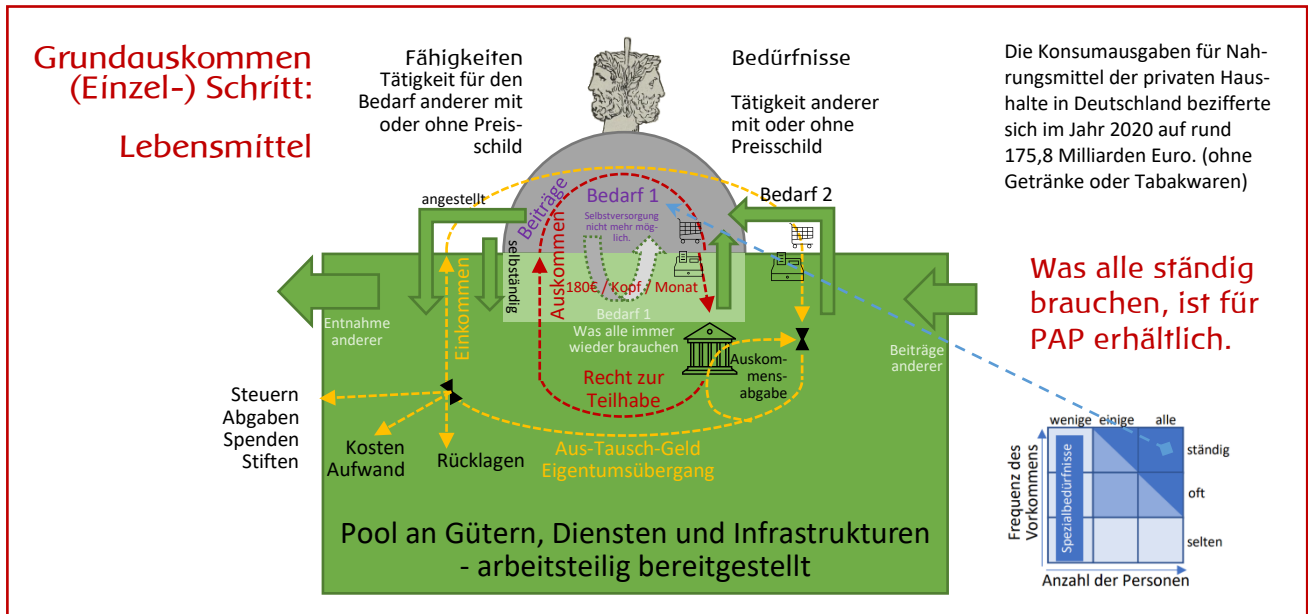 Grundauskommen
(Einzel-) Schritt:
Lebensmittel
Fähigkeiten
Tätigkeit für den
Bedarf anderer mit
oder ohne Preis-
schild
Bedürfnisse
Tätigkeit anderer
mit oder ohne
Preisschild
Die Konsumausgaben für Nah-
rungsmittel der privaten Haus-
halte in Deutschland bezifferte
sich im Jahr 2020 auf rund
175,8 Milliarden Euro. (ohne
Getränke oder Tabakwaren)
angestellt
Beiträge
Bedarf 1
Selbstversorgung
nicht mehr mög-
lich.
Bedarf 2
selbständig
Einkommen
Auskommen
180€ / Kopf / Monat
Bedarf 1
Was alle immer
wieder brauchen
Recht zur
Teilhabe
Auskom-
mens-
abgabe
Entnahme
anderer
Beiträge
anderer
Was alle ständig
brauchen, ist für
PAP erhältlich.
Steuern
Abgaben
Spenden
Stiften
Kosten
Aufwand
Rücklagen
Aus-Tausch-Geld
Eigentumsübergang
Pool an Gütern, Diensten und Infrastrukturen
- arbeitsteilig bereitgestellt
wenige einige alle
Frequenz des
Vorkommens
Spezialbedürfnisse
ständig
oft
selten
Anzahl der Personen